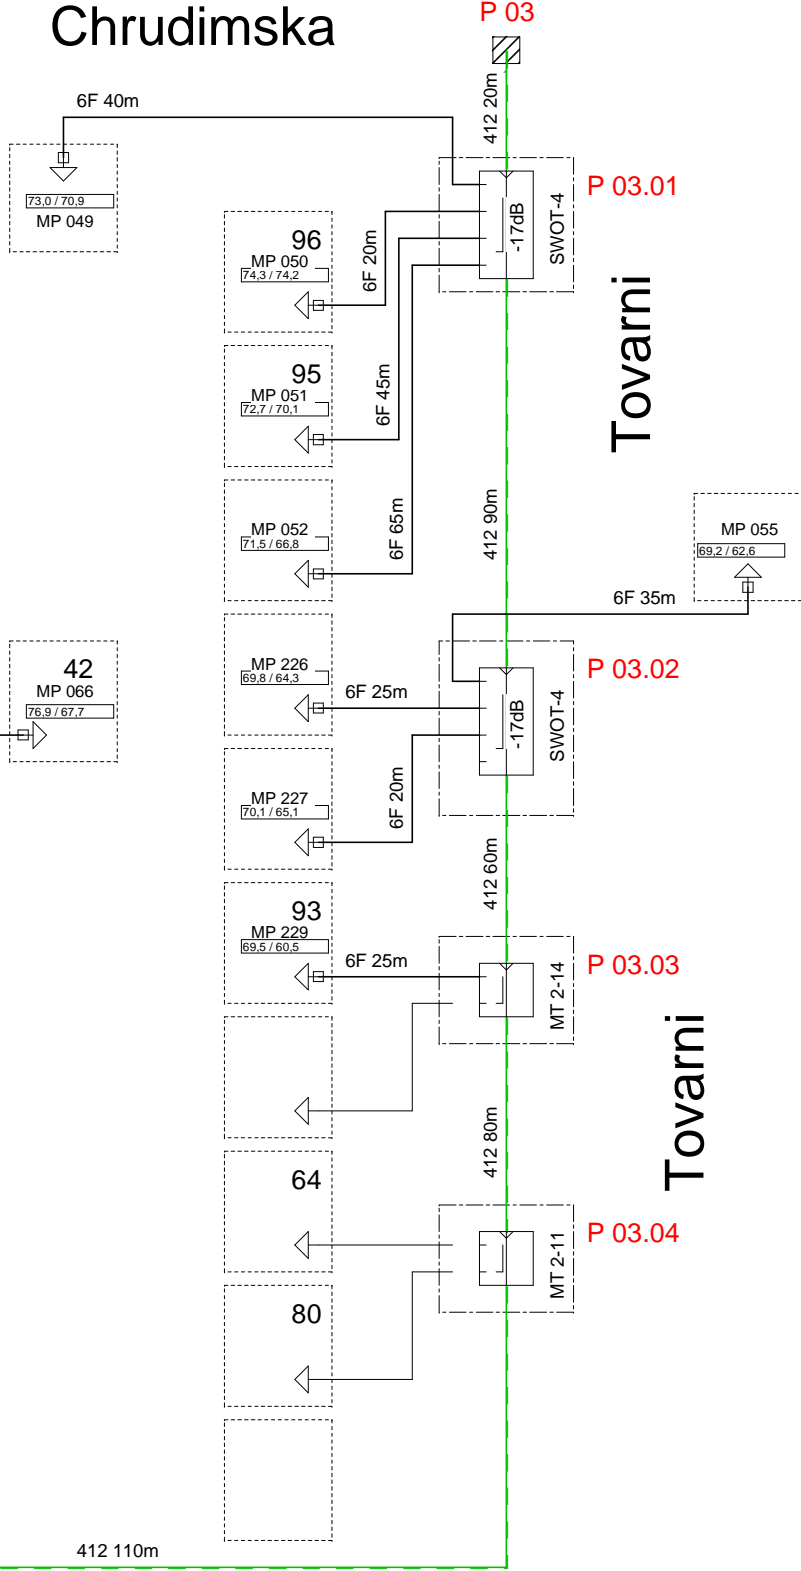 Chrudimska
P 03
412 20m
6F 40m
73,0 / 70,9
MP 049
P 03.01
SWOT-4
-17dB
96
MP 050
74,3 / 74,2
6F 20m
95
MP 051
72,7 / 70,1
6F 45m
Tovarni
MP 052
71,5 / 66,8
6F 65m
412 90m
MP 055
69,2 / 62,6
6F 35m
42
MP 066
76,9 / 67,7
MP 226
69,8 / 64,3
6F 25m
P 03.02
SWOT-4
-17dB
MP 227
70,1 / 65,1
6F 20m
412 60m
93
MP 229
69,5 / 60,5
6F 25m
P 03.03
MT 2-14
Tovarni
412 80m
64
P 03.04
MT 2-11
80
412 110m